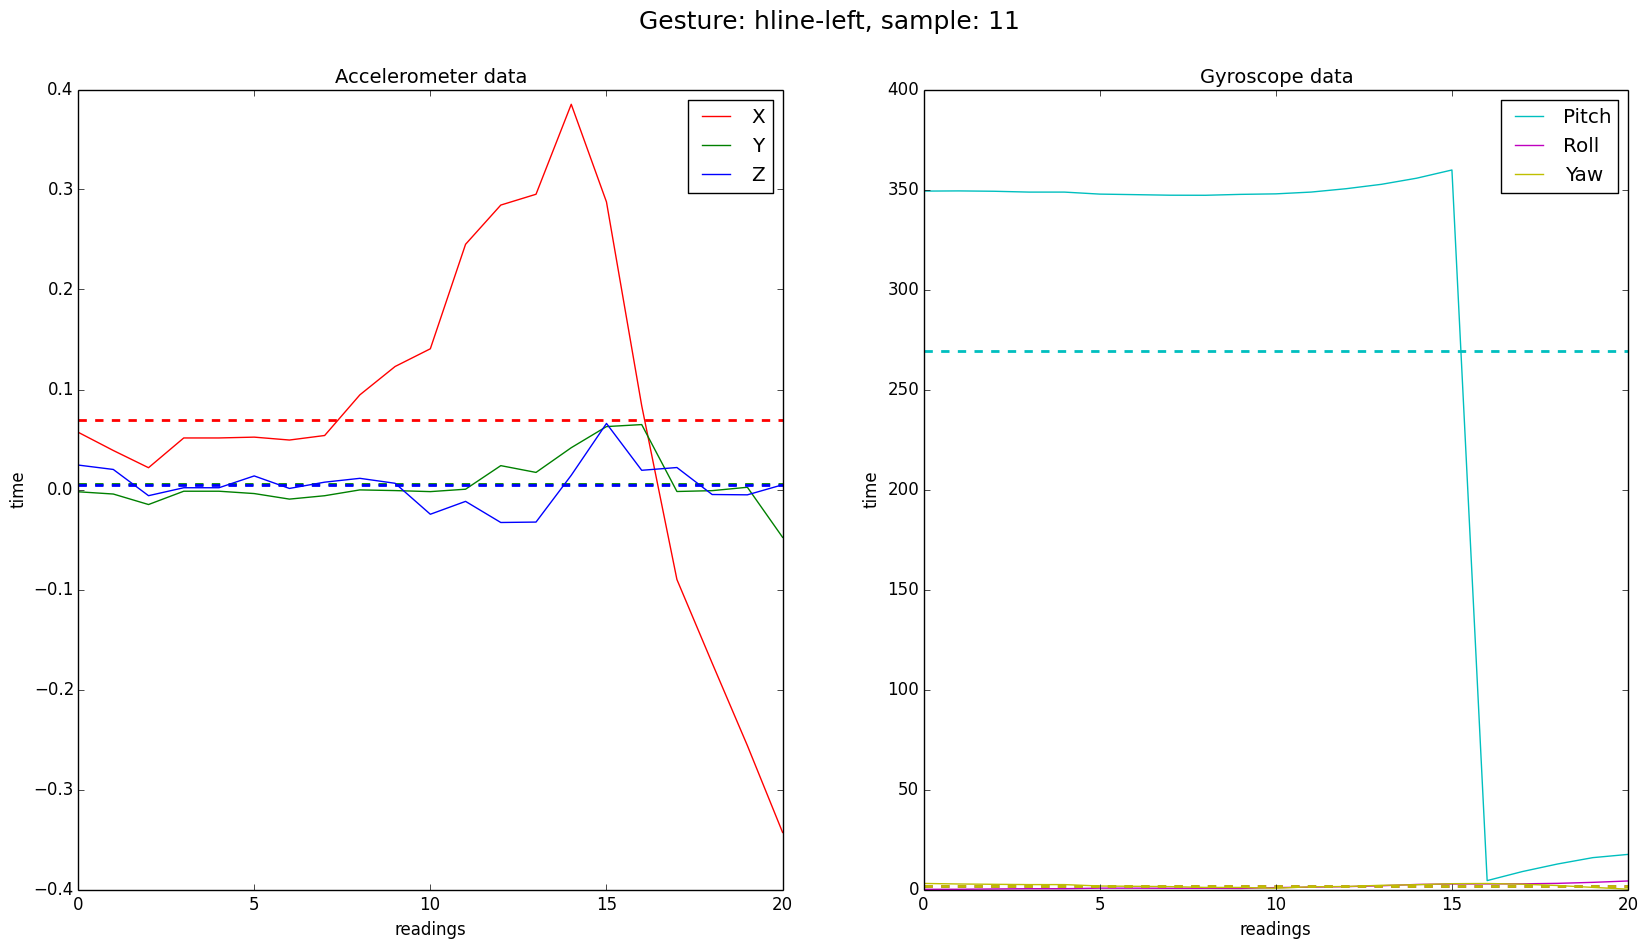 Gesture: hline-left, sample: 11
Accelerometer data
0.4
0.3
0.2
0.1
0.0
−0.1
−0.2
−0.3
−0.4
time
0
5
10
15
20
readings
X
Y
Z
Gyroscope data
400
350
300
250
200
150
100
50
0
time
0
5
10
15
20
readings
Pitch
Roll
Yaw